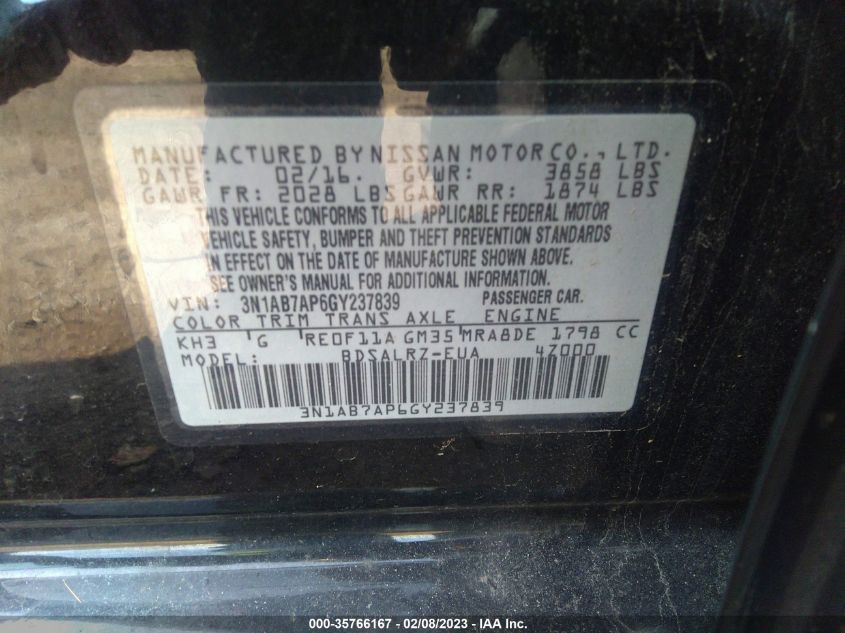 MANUFACTURED BY NISSAN MOTOR CO., LTD.
DATE: 02/16. GVWR: 3858 LBS
GAWR FR: 2028 LBS GAWR RR: 1874 LBS
THIS VEHICLE CONFORMS TO ALL APPLICABLE FEDERAL MOTOR
VEHICLE SAFETY, BUMPER AND THEFT PREVENTION STANDARDS
IN EFFECT ON THE DATE OF MANUFACTURE SHOWN ABOVE.
SEE OWNER'S MANUAL FOR ADDITIONAL INFORMATION.
VIN: 3N1AB7AP6GY237839 PASSENGER CAR.
COLOR TRIM TRANS AXLE ENGINE
KH3 G RE0F11A GM35 MRA8DE 1798 CC
MODEL: BDSALRZ-EUA 4Z000
3N1AB7AP6GY237839
000-35766167 - 02/08/2023 - IAA Inc.